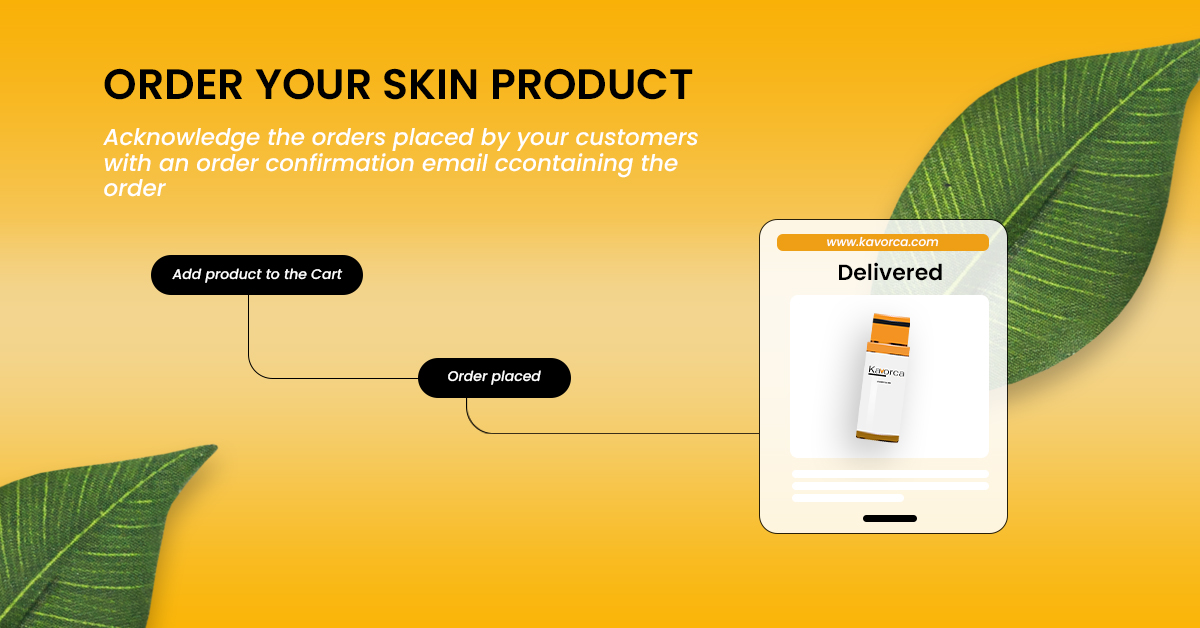 ORDER YOUR SKIN PRODUCT
Acknowledge the orders placed by your customers
with an order confirmation email ccontaining the
order
Add product to the Cart
Order placed
www.kavorca.com
Delivered
Kavorca